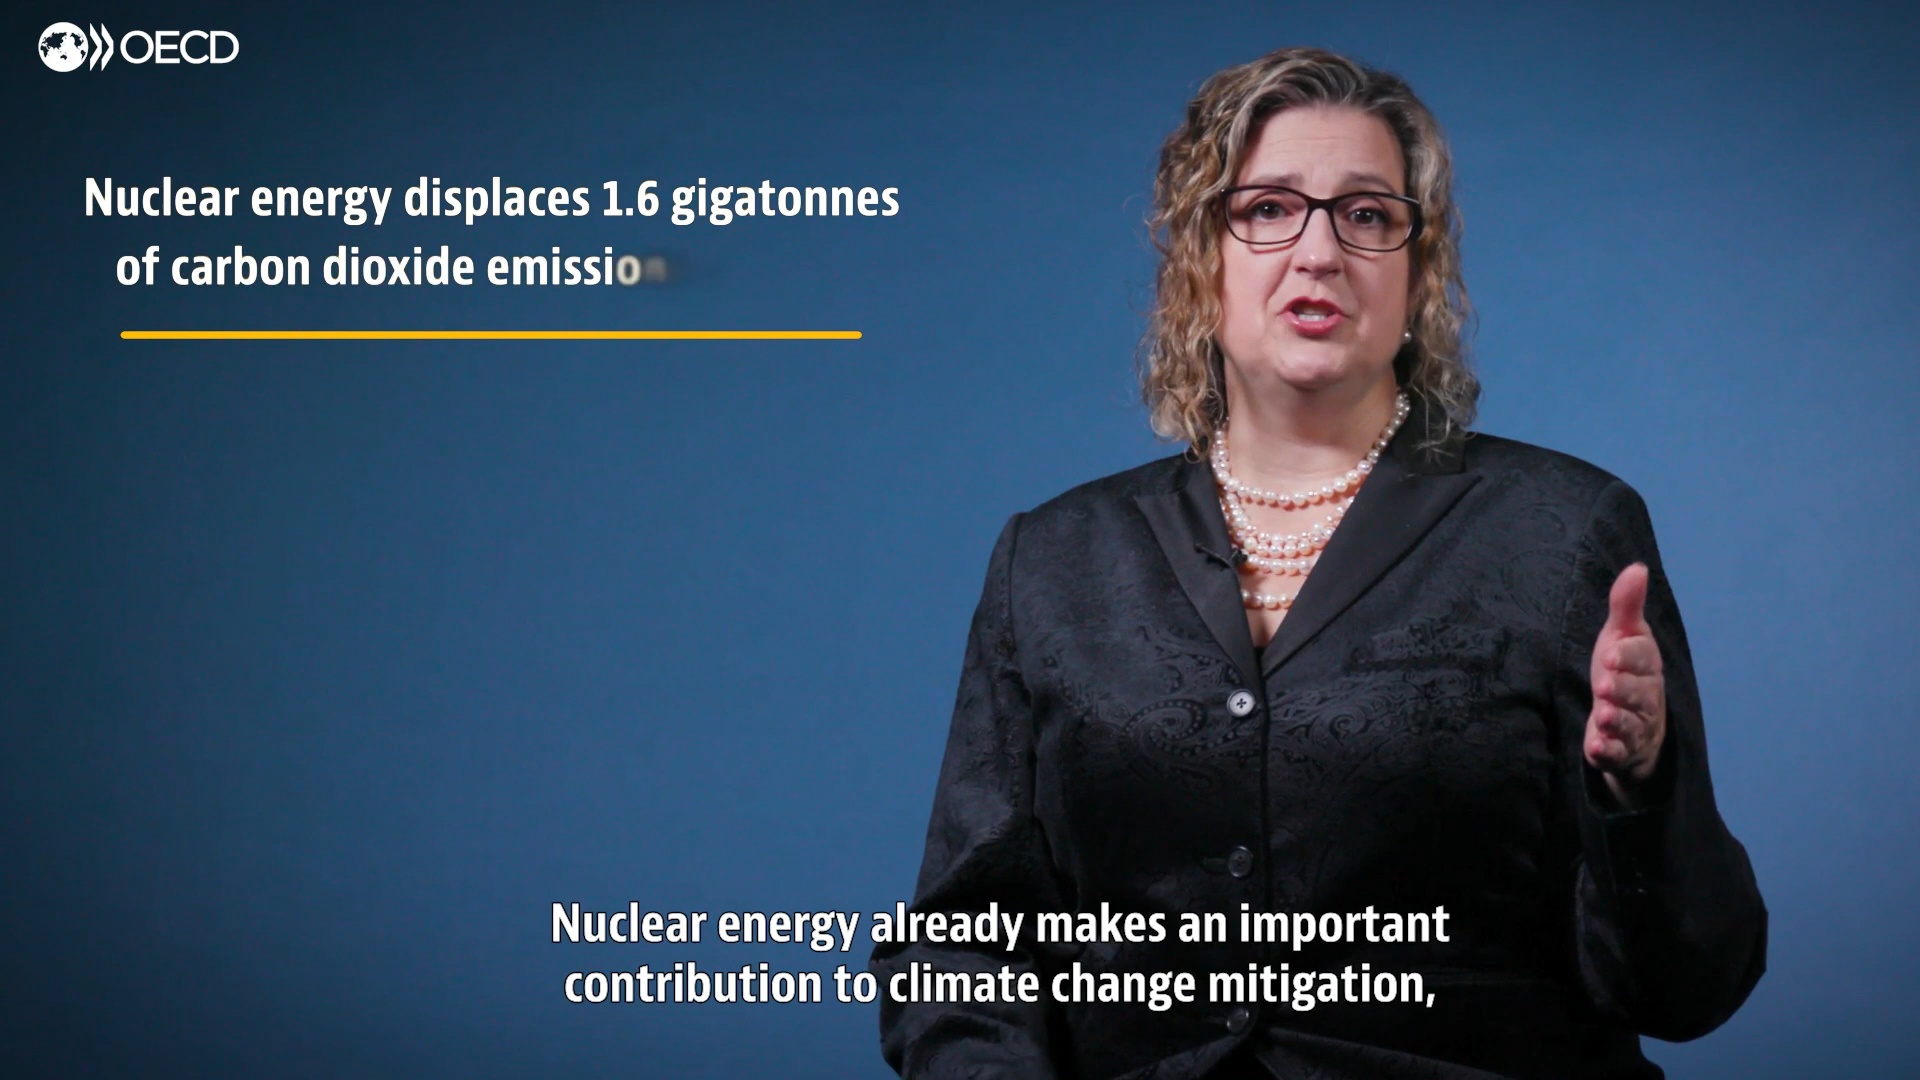 OECD
Nuclear energy displaces 1.6 gigatonnes
of carbon dioxide
Nuclear energy already makes an important
contribution to climate change mitigation,